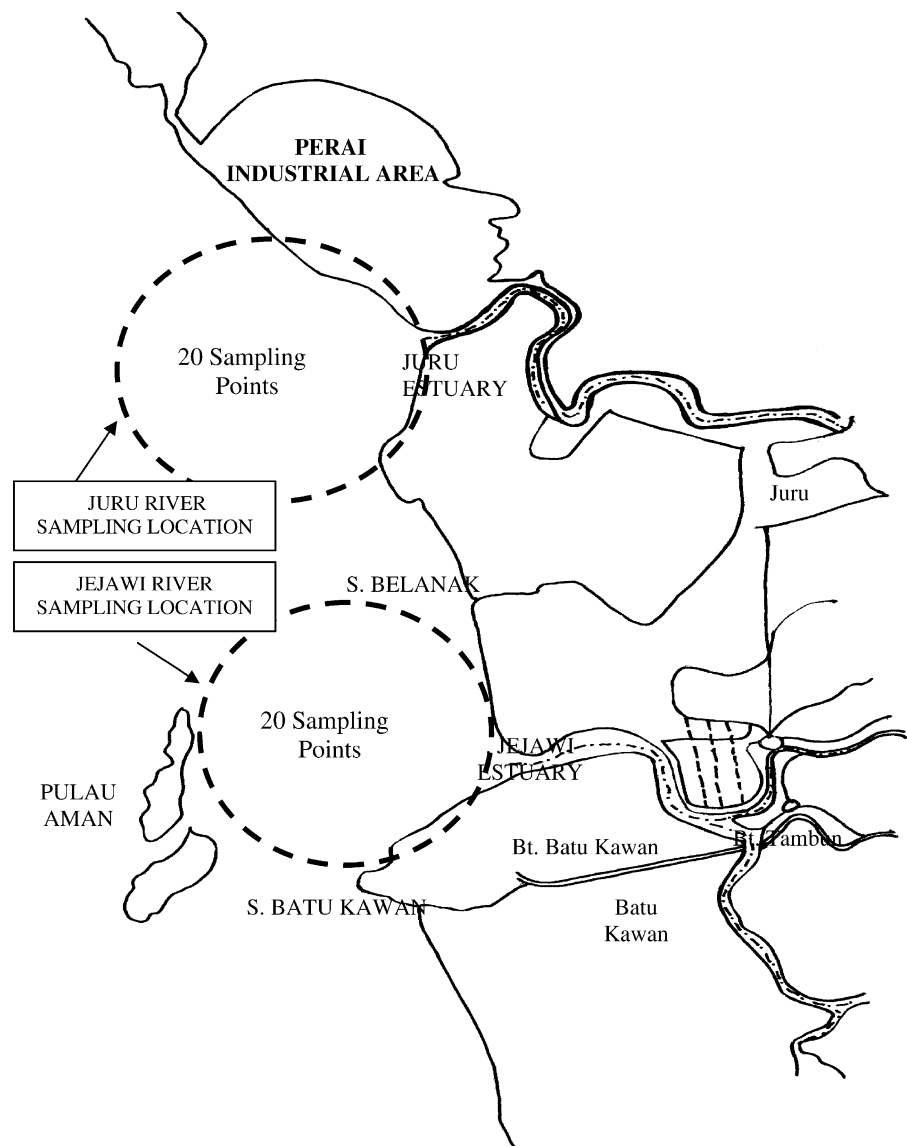 PERAI
INDUSTRIAL AREA
20 Sampling
Points
JURU
ESTUARY
JURU RIVER
SAMPLING LOCATION
Juru
JEJAWI RIVER
SAMPLING LOCATION
S. BELANAK
20 Sampling
Points
JEJAWI
ESTUARY
PULAU
AMAN
Bt. Batu Kawan
Bt. Tambun
S. BATU KAWAN
Batu
Kawan